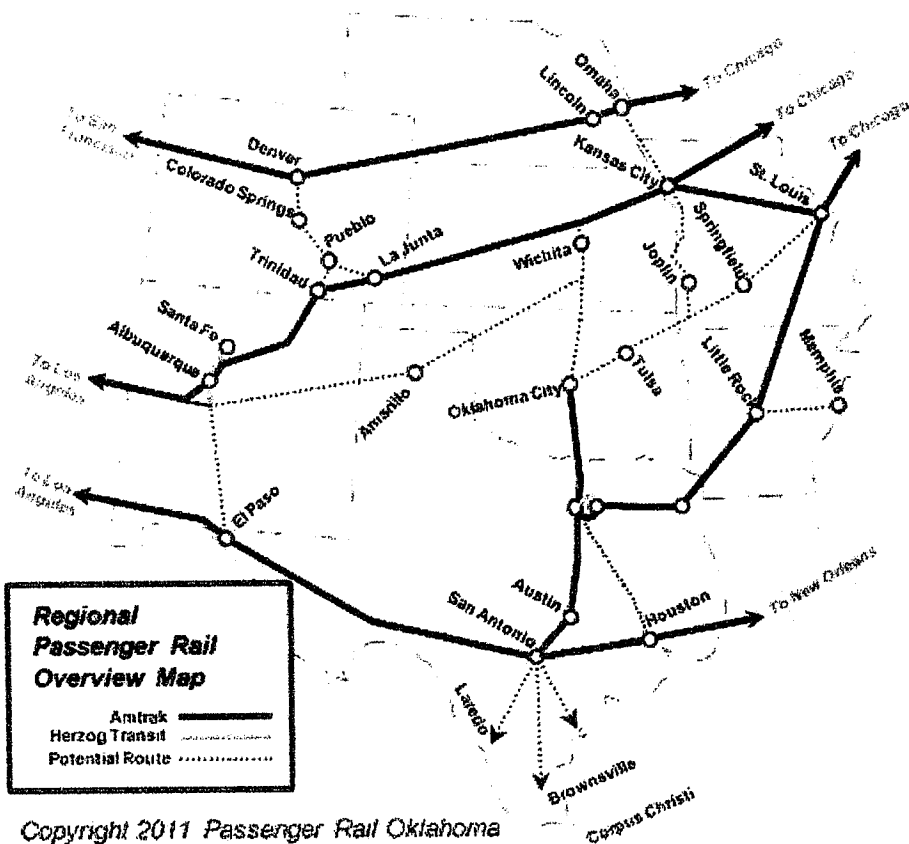 To Chicago
Omaha
Lincoln
To Chicago
To San
Francisco
Denver
Kansas City
To Chicago
Colorado Springs
St. Louis
Pueblo
La Junta
Springfield
Trinidad
Wichita
Joplin
Santa Fe
Albuquerque
To Los
Angeles
Amarillo
Oklahoma City
Tulsa
Little Rock
Memphis
To Los
Angeles
El Paso
Austin
San Antonio
Houston
To New Orleans
Regional
Passenger Rail
Overview Map
Amtrak
Herzog Transit
Potential Route
Laredo
Brownsville
Corpus Christi
Copyright 2011 Passenger Rail Oklahoma